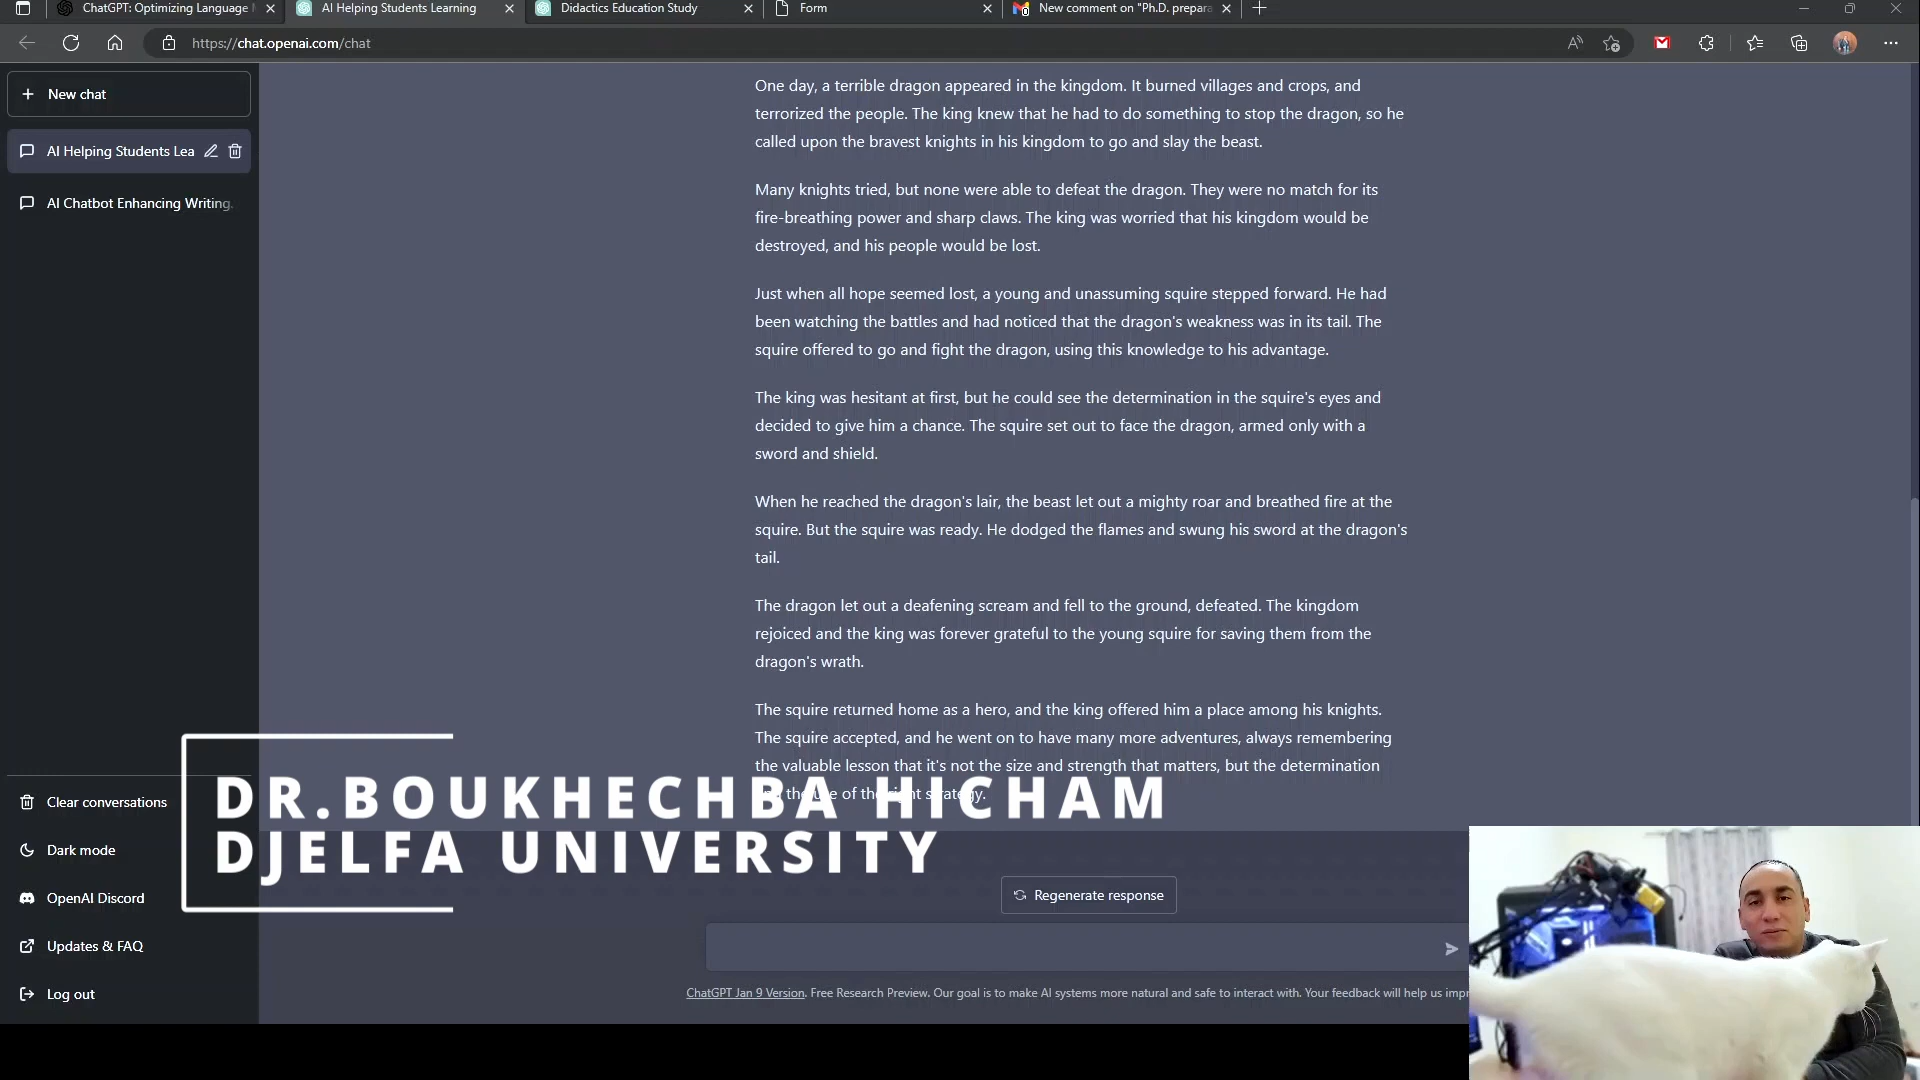 ChatGPT: Optimizing Language
AI Helping Students Learning
Didactics Education Study
Form
New comment on "Ph.D. prepara
https://chat.openai.com/chat
New chat
AI Helping Students Lea
AI Chatbot Enhancing Writing.
One day, a terrible dragon appeared in the kingdom. It burned villages and crops, and
terrorized the people. The king knew that he had to do something to stop the dragon, so he
called upon the bravest knights in his kingdom to go and slay the beast.
Many knights tried, but none were able to defeat the dragon. They were no match for its
fire-breathing power and sharp claws. The king was worried that his kingdom would be
destroyed, and his people would be lost.
Just when all hope seemed lost, a young and unassuming squire stepped forward. He had
been watching the battles and had noticed that the dragon's weakness was in its tail. The
squire offered to go and fight the dragon, using this knowledge to his advantage.
The king was hesitant at first, but he could see the determination in the squire's eyes and
decided to give him a chance. The squire set out to face the dragon, armed only with a
sword and shield.
When he reached the dragon's lair, the beast let out a mighty roar and breathed fire at the
squire. But the squire was ready. He dodged the flames and swung his sword at the dragon's
tail.
The dragon let out a deafening scream and fell to the ground, defeated. The kingdom
rejoiced and the king was forever grateful to the young squire for saving them from the
dragon's wrath.
The squire returned home as a hero, and the king offered him a place among his knights.
The squire accepted, and he went on to have many more adventures, always remembering
the valuable lesson that it's not the size and strength that matters, but the determination
the use of the right strategy.
DR.BOUKHECHBA HICHAM
DJELFA UNIVERSITY
Clear conversations
Dark mode
OpenAI Discord
Updates & FAQ
Log out
Regenerate response
ChatGPT Jan 9 Version. Free Research Preview. Our goal is to make AI systems more natural and safe to interact with. Your feedback will help us impr